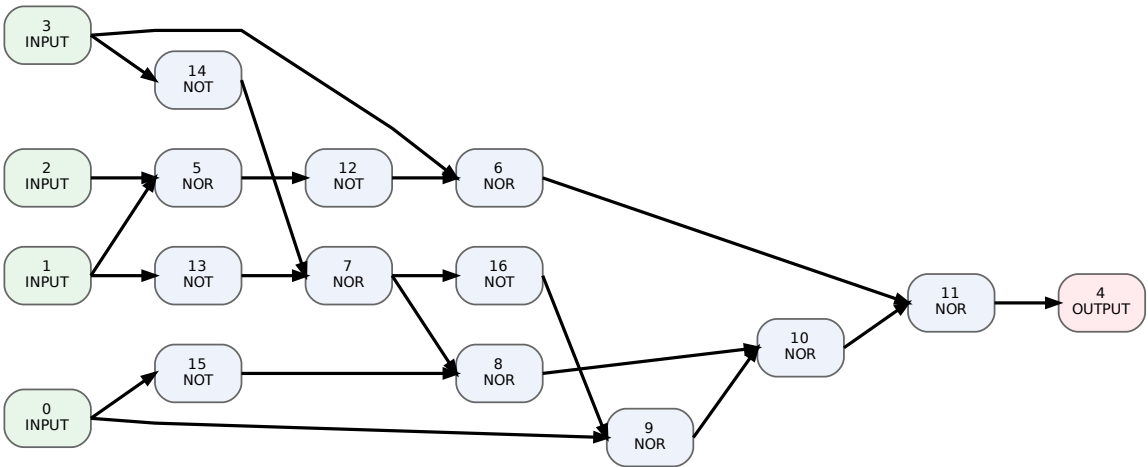 3
INPUT
14
NOT
2
INPUT
5
NOR
12
NOT
6
NOR
1
INPUT
13
NOT
7
NOR
16
NOT
11
NOR
4
OUTPUT
10
NOR
15
NOT
8
NOR
0
INPUT
9
NOR